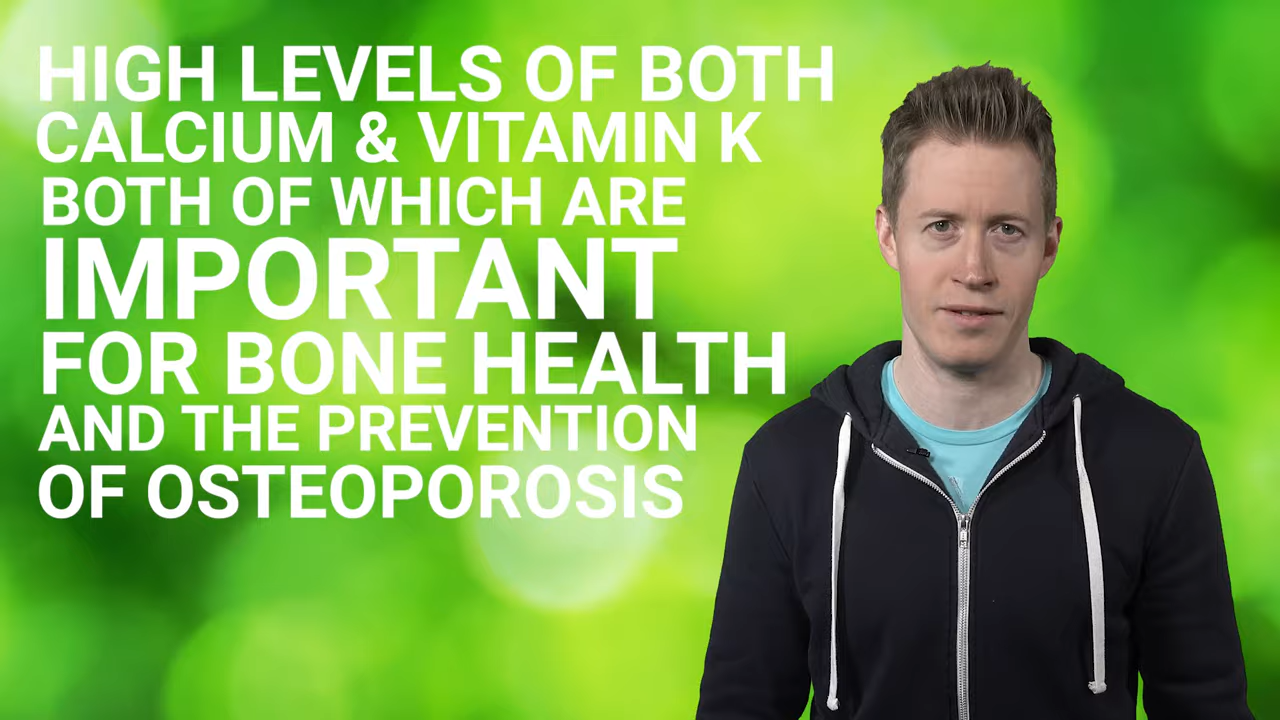 HIGH LEVELS OF BOTH
CALCIUM & VITAMIN K
BOTH OF WHICH ARE
IMPORTANT
FOR BONE HEALTH
AND THE PREVENTION
OF OSTEOPOROSIS